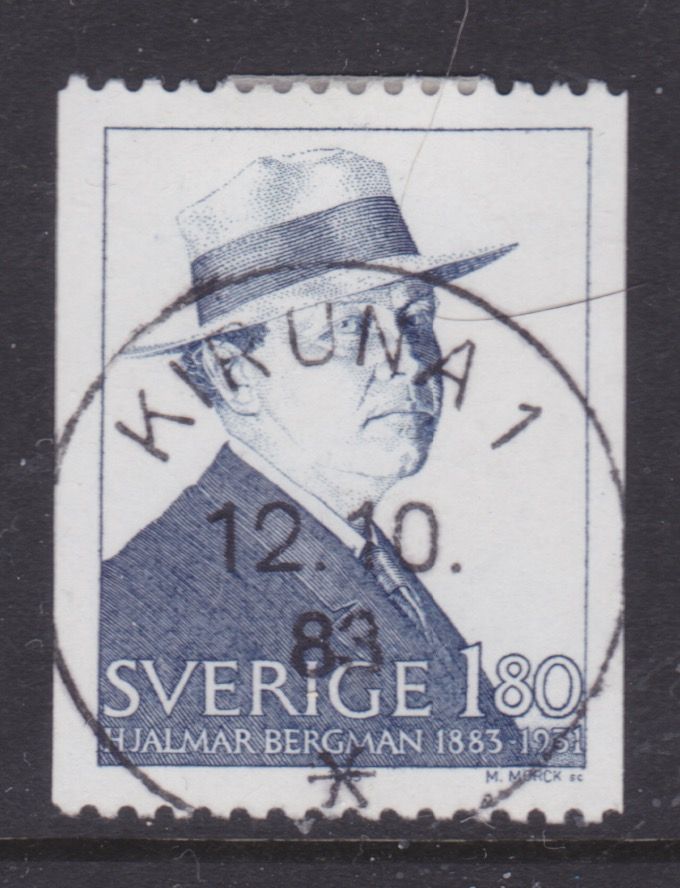 KIRUNA 1
12.10.
83
SVERIGE 180
HJALMAR BERGMAN 1883-1931
M. MÖRCK sc